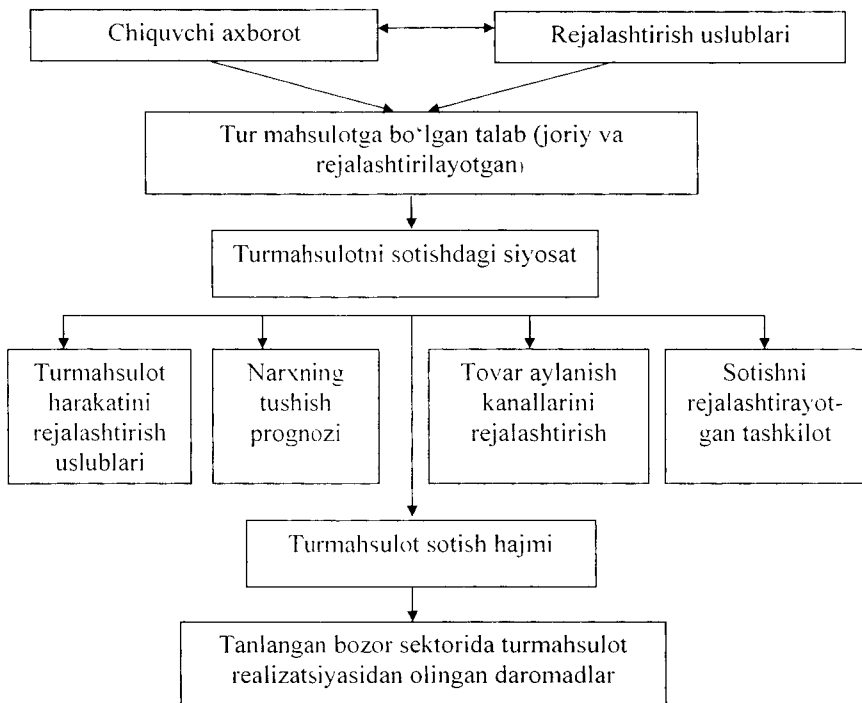 Chiquvchi axborot
Rejalashtirish uslublari
Tur mahsulotga bo‘lgan talab (joriy va
rejalashtirilayotgan)
Turmahsulotni sotishdagi siyosat
Turmahsulot
harakatini
rejalashtirish
uslublari
Narxning
tushish
prognozi
Tovar aylanish
kanallarini
rejalashtirish
Sotishni
rejalashtirayot-
gan tashkilot
Turmahsulot sotish hajmi
Tanlangan bozor sektorida turmahsulot
realizatsiyasidan olingan daromadlar